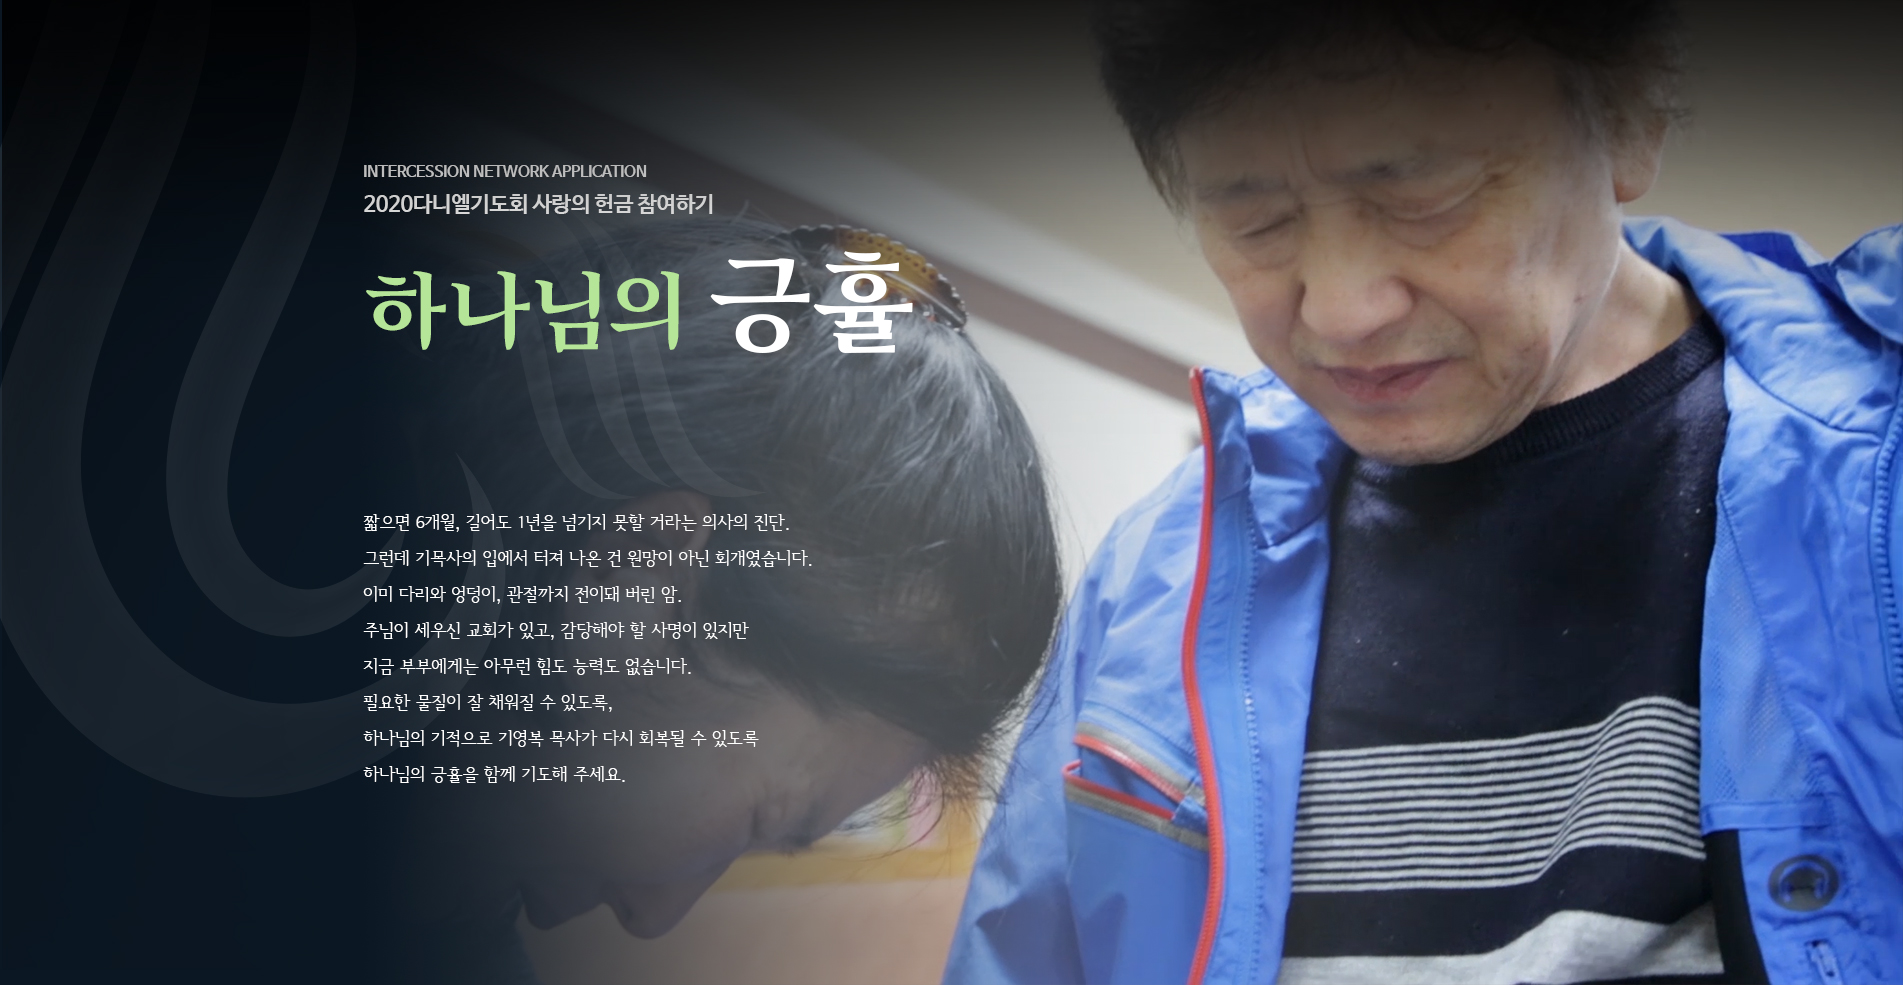 INTERCESSION NETWORK APPLICATION
2020다니엘기도회 사랑의 헌금 참여하기
하나님의 긍휼
짧으면 6개월, 길어도 1년을 넘기지 못할 거라는 의사의 진단.
그런데 기목사의 입에서 터져 나온 건 원망이 아닌 회개였습니다.
이미 다리와 엉덩이, 관절까지 전이돼 버린 암.
주님이 세우신 교회가 있고, 감당해야 할 사명이 있지만
지금 부부에게는 아무런 힘도 능력도 없습니다.
필요한 물질이 잘 채워질 수 있도록,
하나님의 기적으로 기영복 목사가 다시 회복될 수 있도록
하나님의 긍휼을 함께 기도해 주세요.